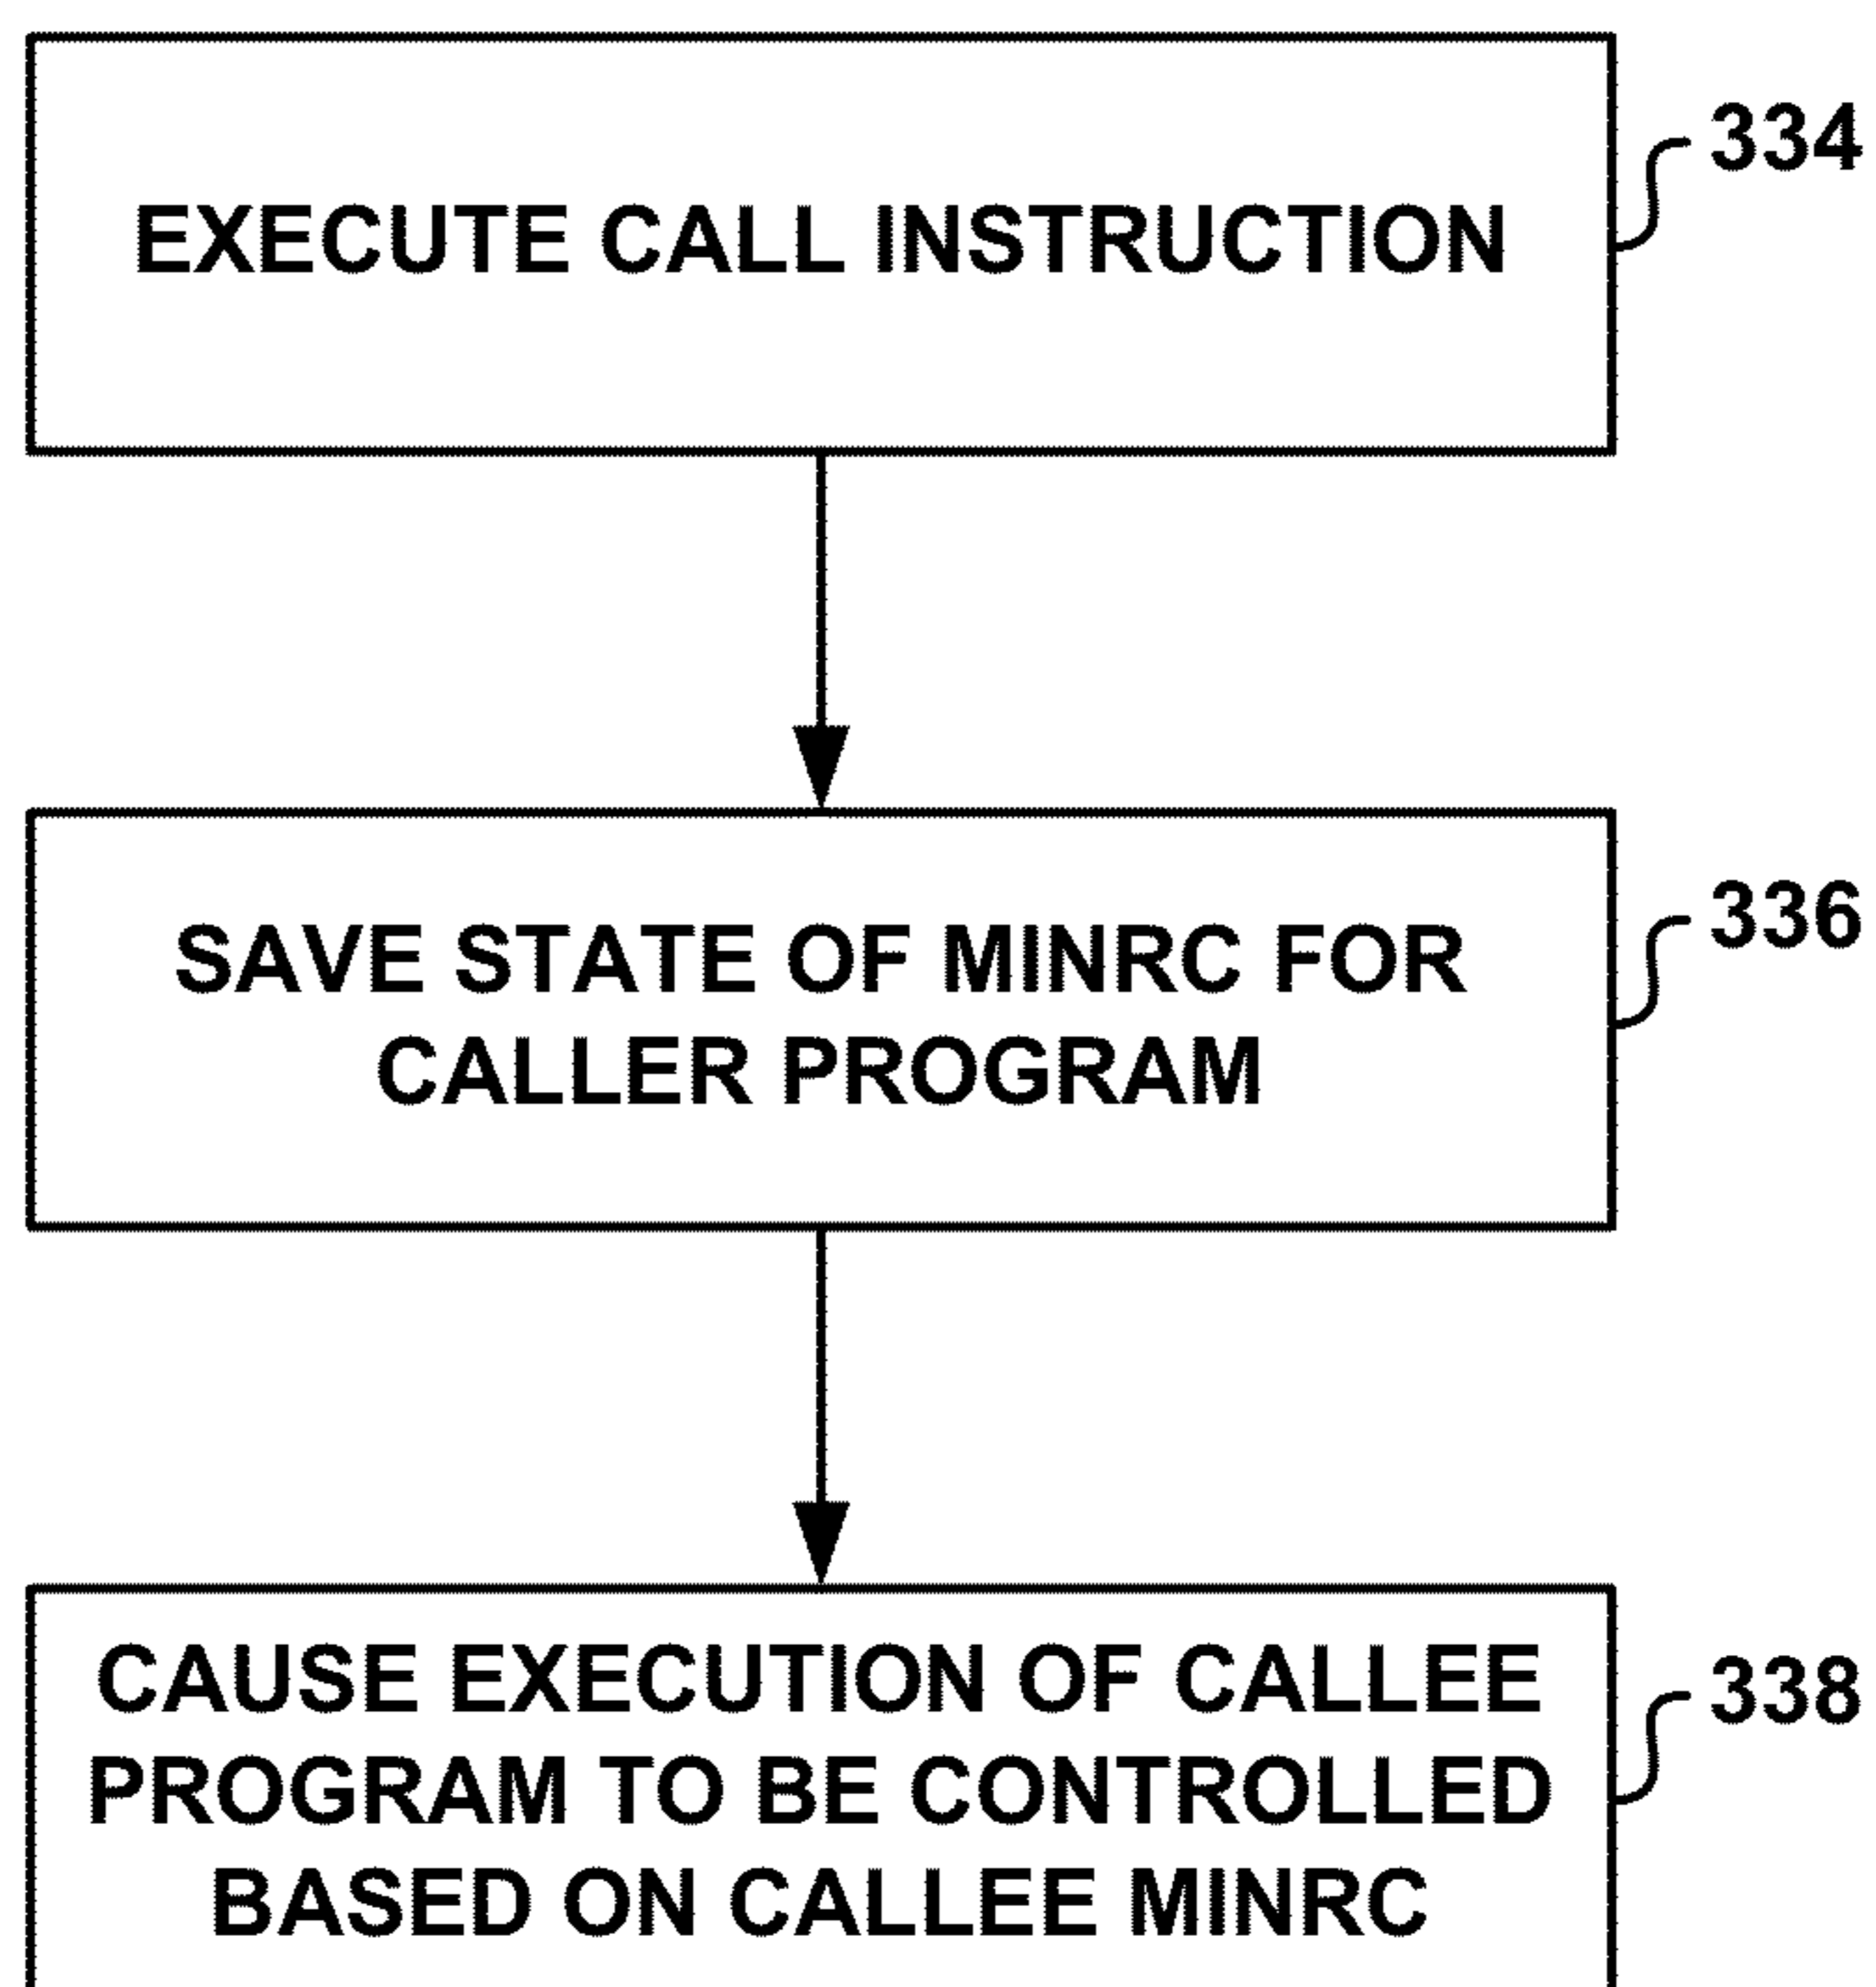 EXECUTE CALL INSTRUCTION
334
SAVE STATE OF MINRC FOR
CALLER PROGRAM
336
CAUSE EXECUTION OF CALLEE
PROGRAM TO BE CONTROLLED
BASED ON CALLEE MINRC
338